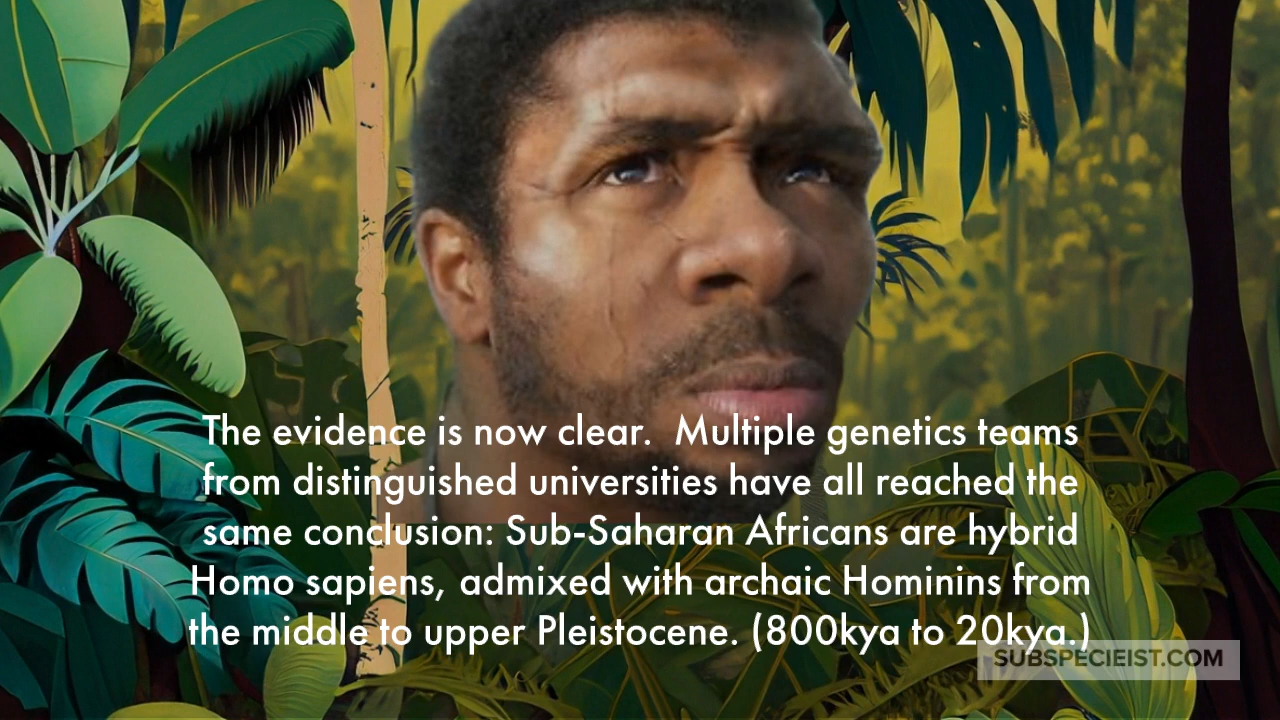 The evidence is now clear.  Multiple genetics teams
from distinguished universities have all reached the
same conclusion: Sub-Saharan Africans are hybrid
Homo sapiens, admixed with archaic Hominins from
the middle to upper Pleistocene. (800kya to 20kya.)
SUBSPECIEIST.COM